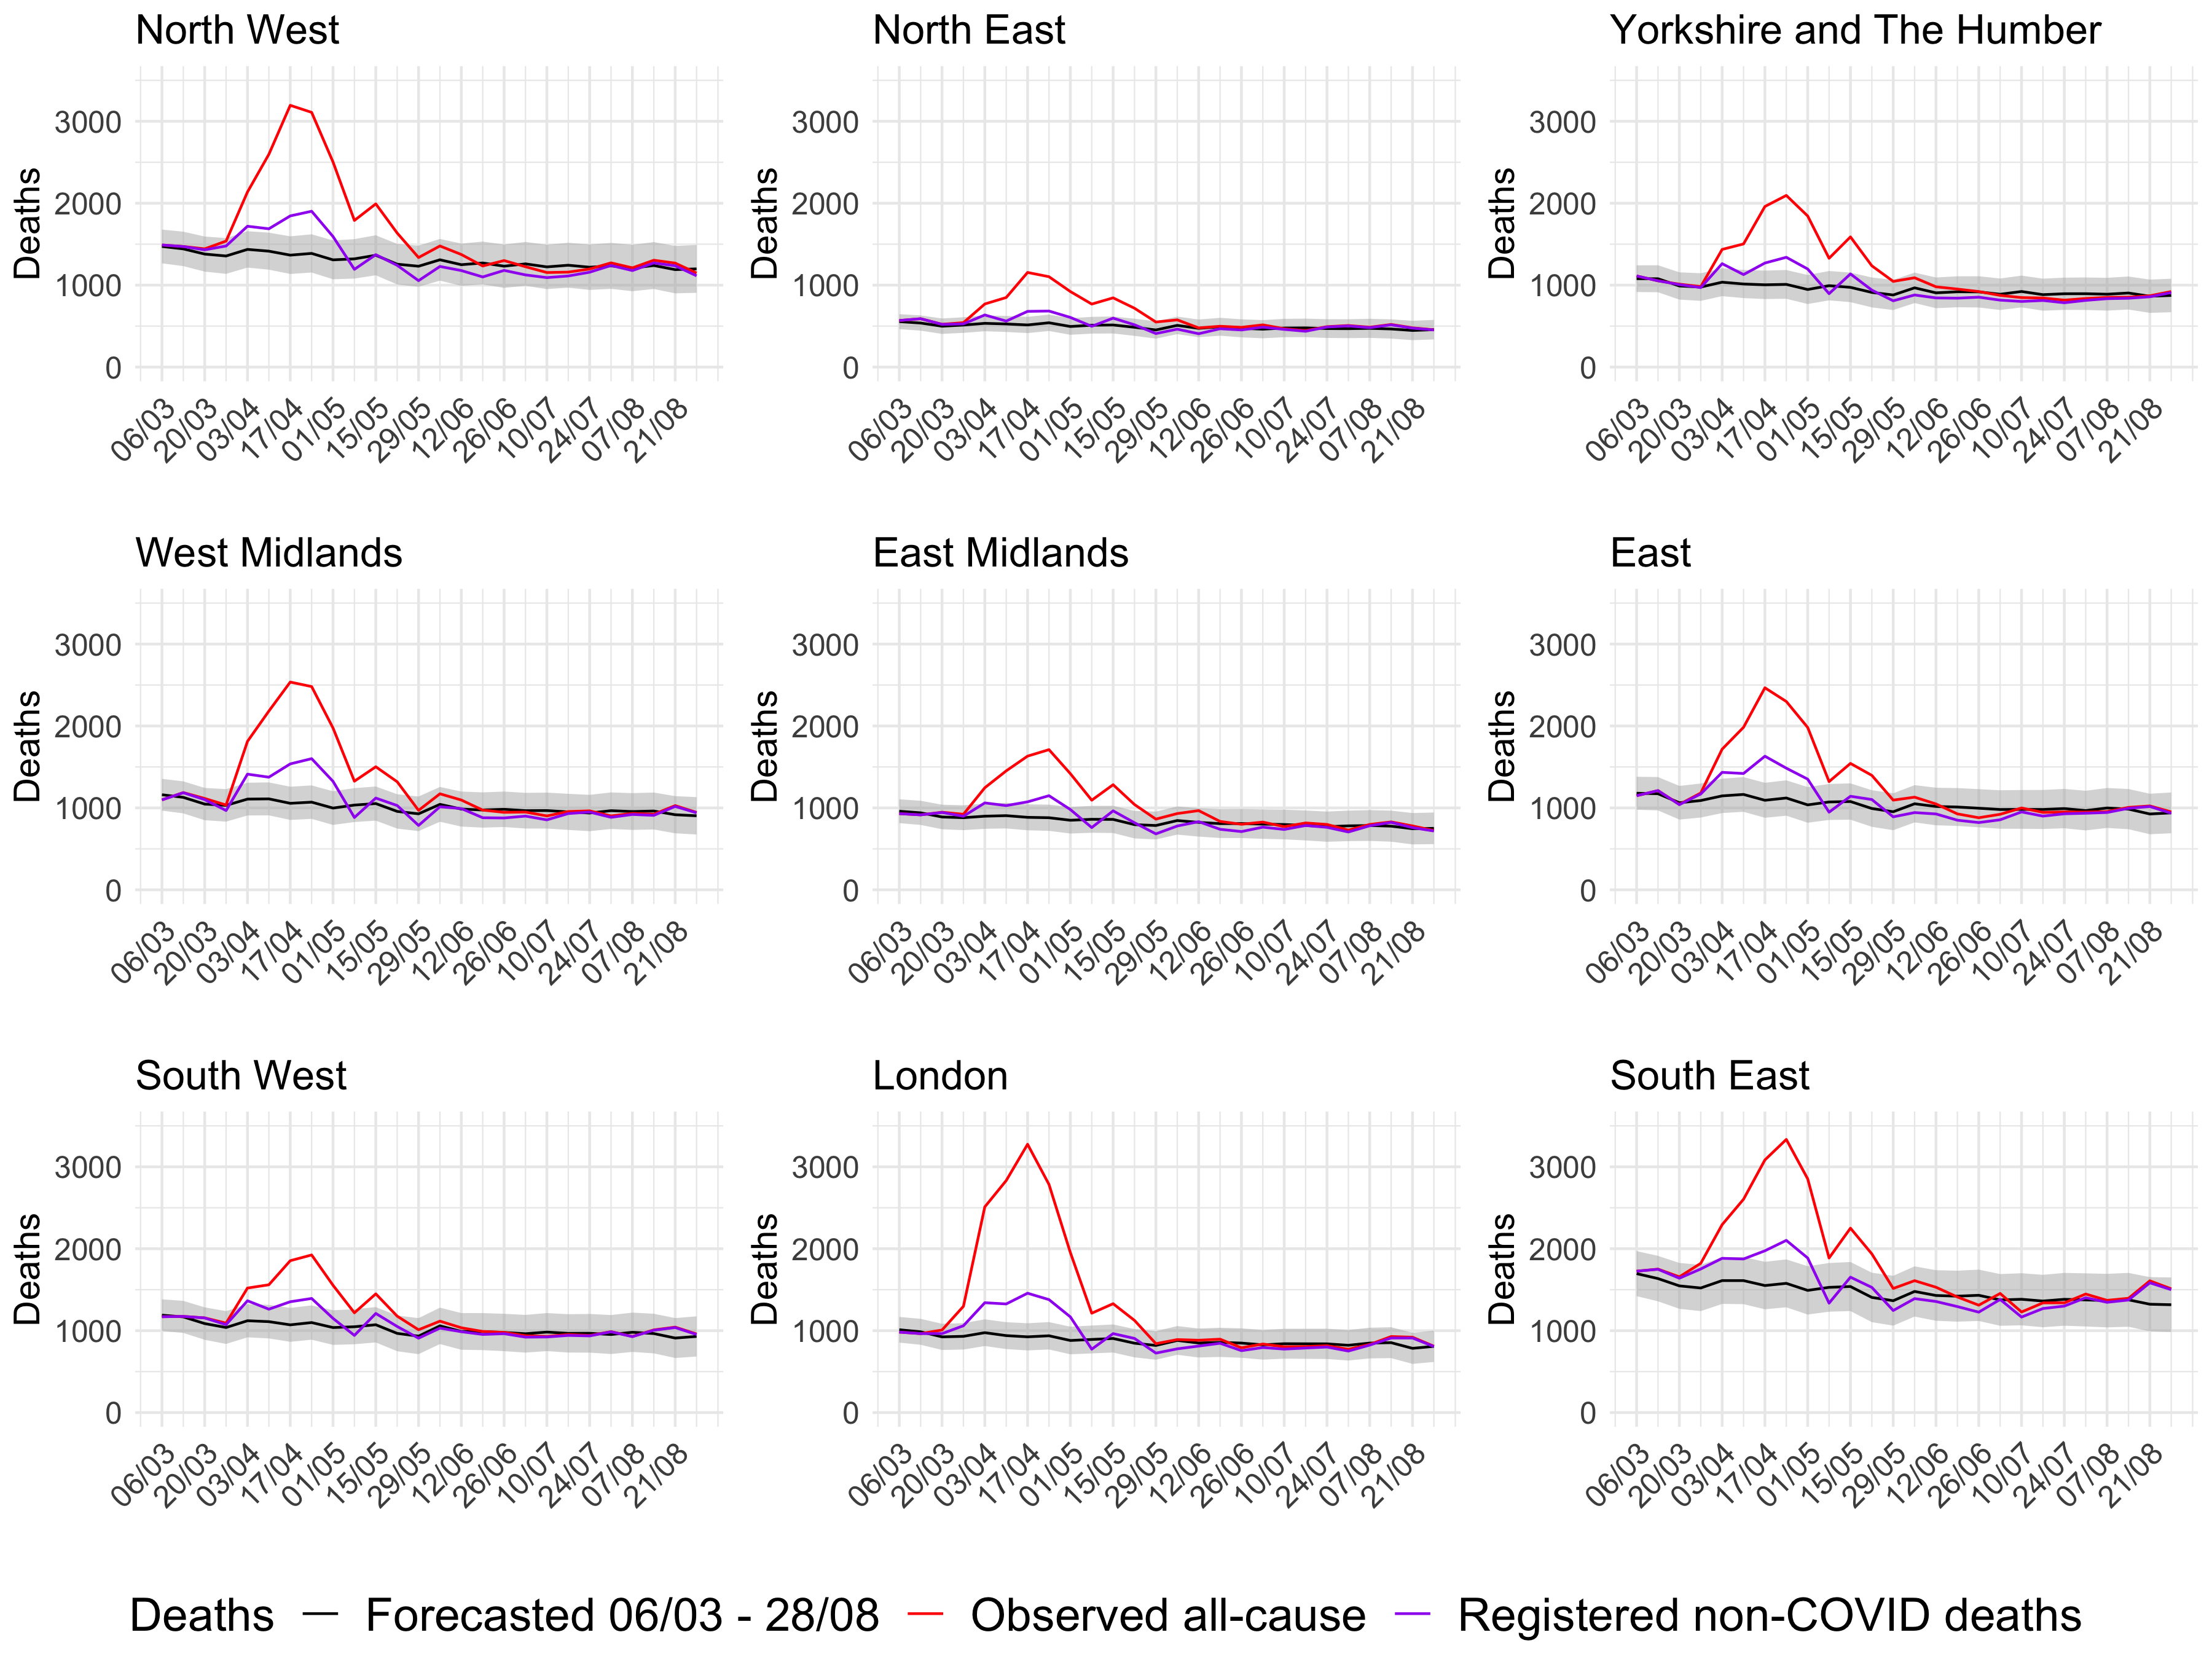 North West
North East
Yorkshire and The Humber
Deaths
3000
2000
1000
0
06/03 20/03 03/04 17/04 01/05 15/05 29/05 12/06 26/06 10/07 24/07 07/08 21/08
Deaths
3000
2000
1000
0
06/03 20/03 03/04 17/04 01/05 15/05 29/05 12/06 26/06 10/07 24/07 07/08 21/08
Deaths
3000
2000
1000
0
06/03 20/03 03/04 17/04 01/05 15/05 29/05 12/06 26/06 10/07 24/07 07/08 21/08
West Midlands
East Midlands
East
Deaths
3000
2000
1000
0
06/03 20/03 03/04 17/04 01/05 15/05 29/05 12/06 26/06 10/07 24/07 07/08 21/08
Deaths
3000
2000
1000
0
06/03 20/03 03/04 17/04 01/05 15/05 29/05 12/06 26/06 10/07 24/07 07/08 21/08
Deaths
3000
2000
1000
0
06/03 20/03 03/04 17/04 01/05 15/05 29/05 12/06 26/06 10/07 24/07 07/08 21/08
South West
London
South East
Deaths
3000
2000
1000
0
06/03 20/03 03/04 17/04 01/05 15/05 29/05 12/06 26/06 10/07 24/07 07/08 21/08
Deaths
3000
2000
1000
0
06/03 20/03 03/04 17/04 01/05 15/05 29/05 12/06 26/06 10/07 24/07 07/08 21/08
Deaths
3000
2000
1000
0
06/03 20/03 03/04 17/04 01/05 15/05 29/05 12/06 26/06 10/07 24/07 07/08 21/08
Deaths Forecasted 06/03 - 28/08 Observed all-cause Registered non-COVID deaths